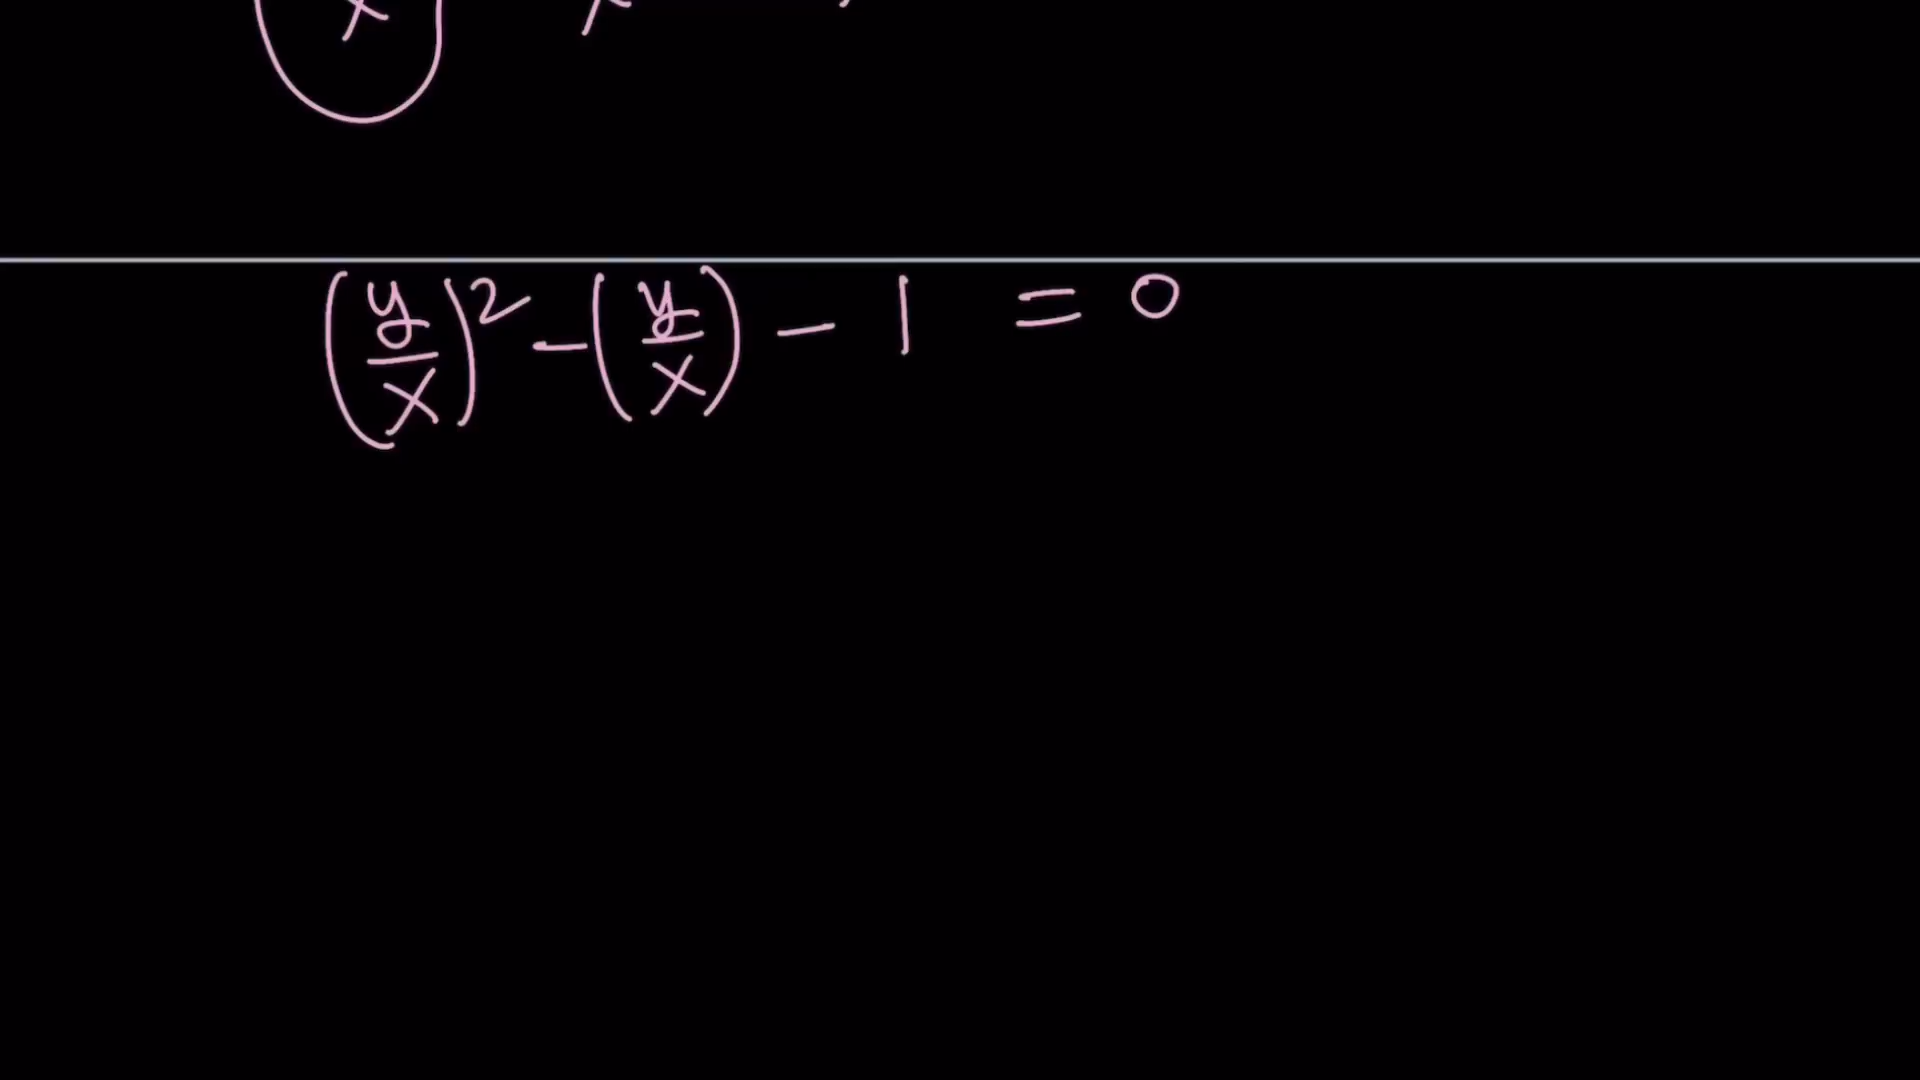 x x
(y/x)² - (y/x) - 1 = 0